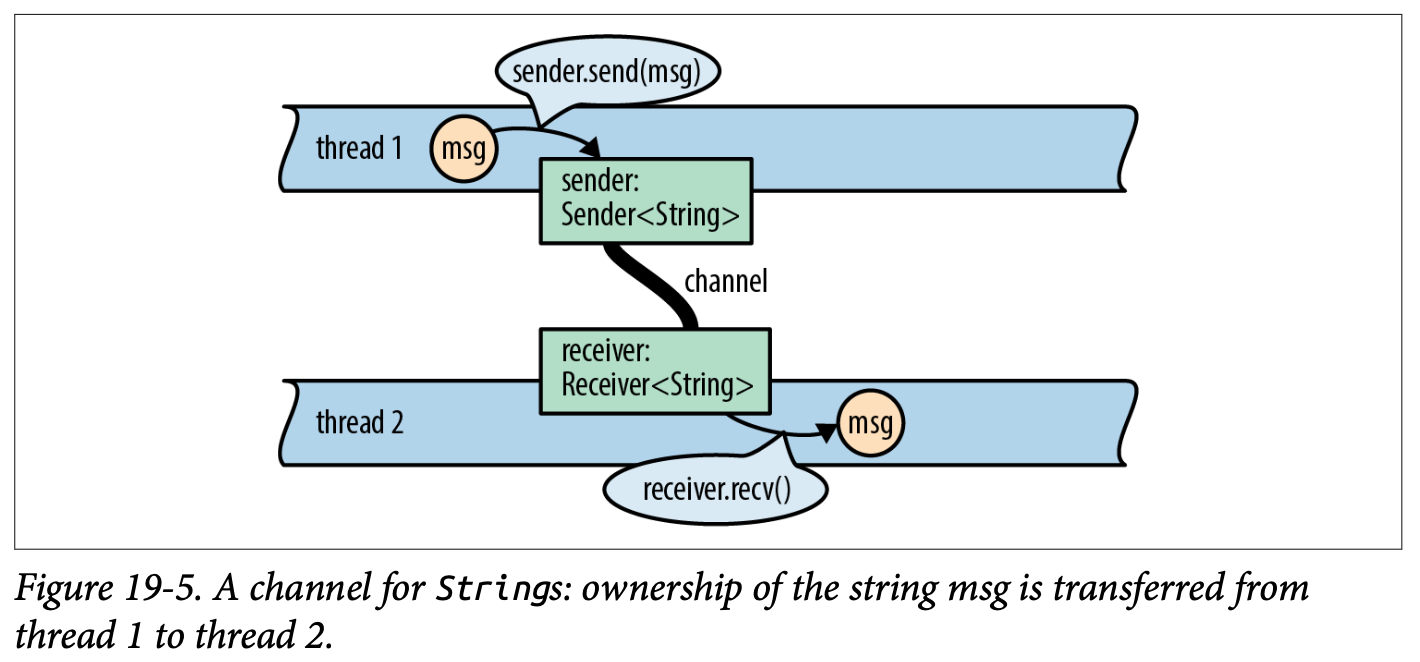 sender.send(msg)
thread 1
msg
sender:
Sender<String>
channel
receiver:
Receiver<String>
thread 2
msg
receiver.recv()
Figure 19-5. A channel for Strings: ownership of the string msg is transferred from
thread 1 to thread 2.